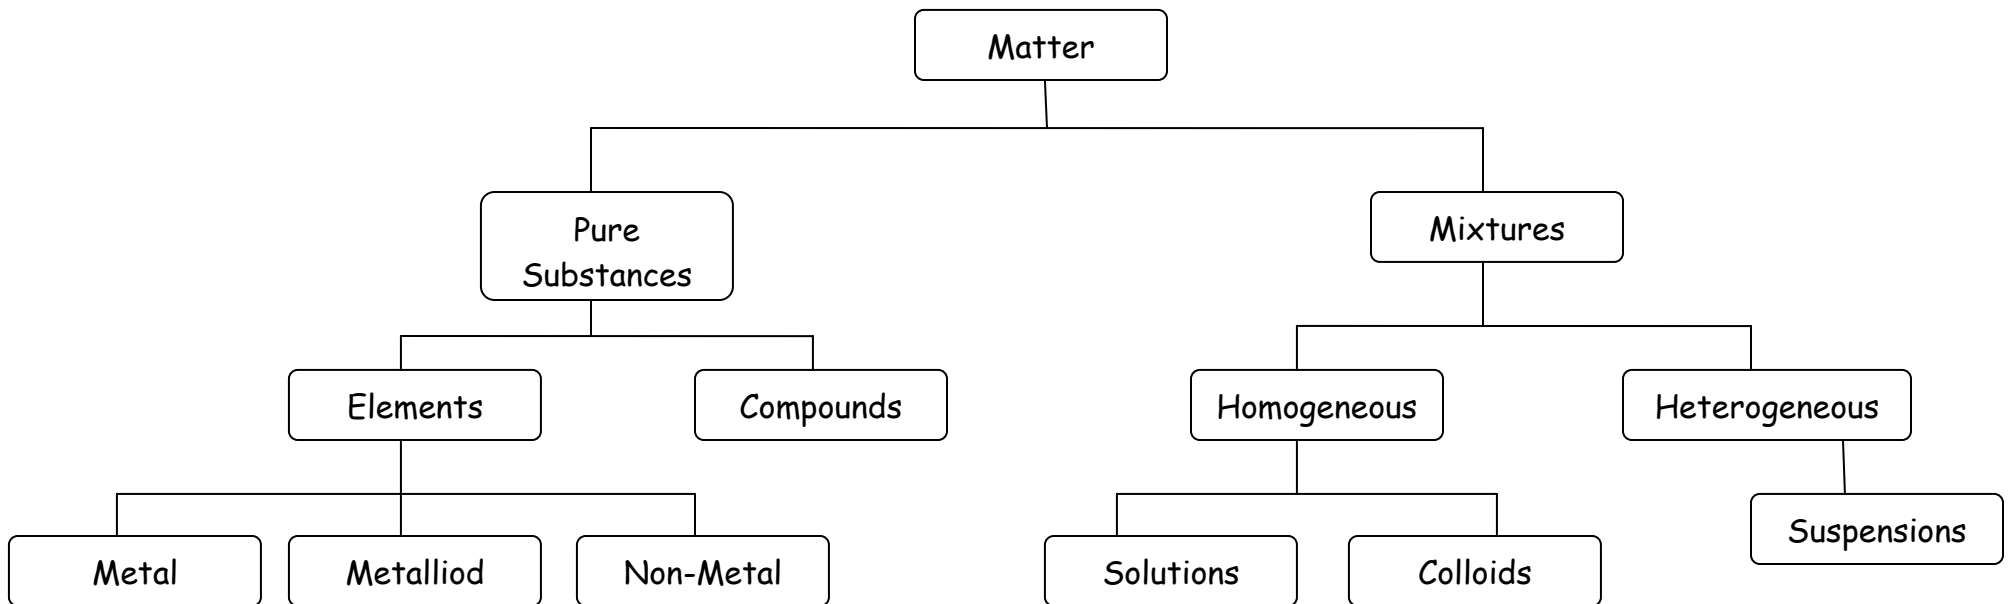 Matter
Pure
Substances
Mixtures
Elements
Compounds
Homogeneous
Heterogeneous
Suspensions
Metal
Metalliod
Non-Metal
Solutions
Colloids